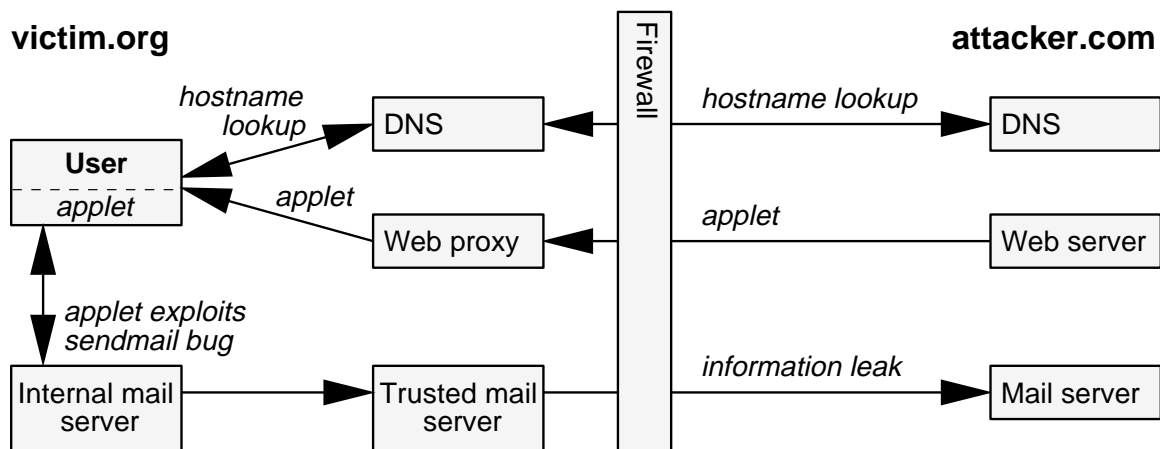 victim.org
Firewall
attacker.com
hostname
lookup
DNS
hostname lookup
DNS
User
applet
applet
Web proxy
applet
Web server
applet exploits
sendmail bug
Internal mail
server
Trusted mail
server
information leak
Mail server